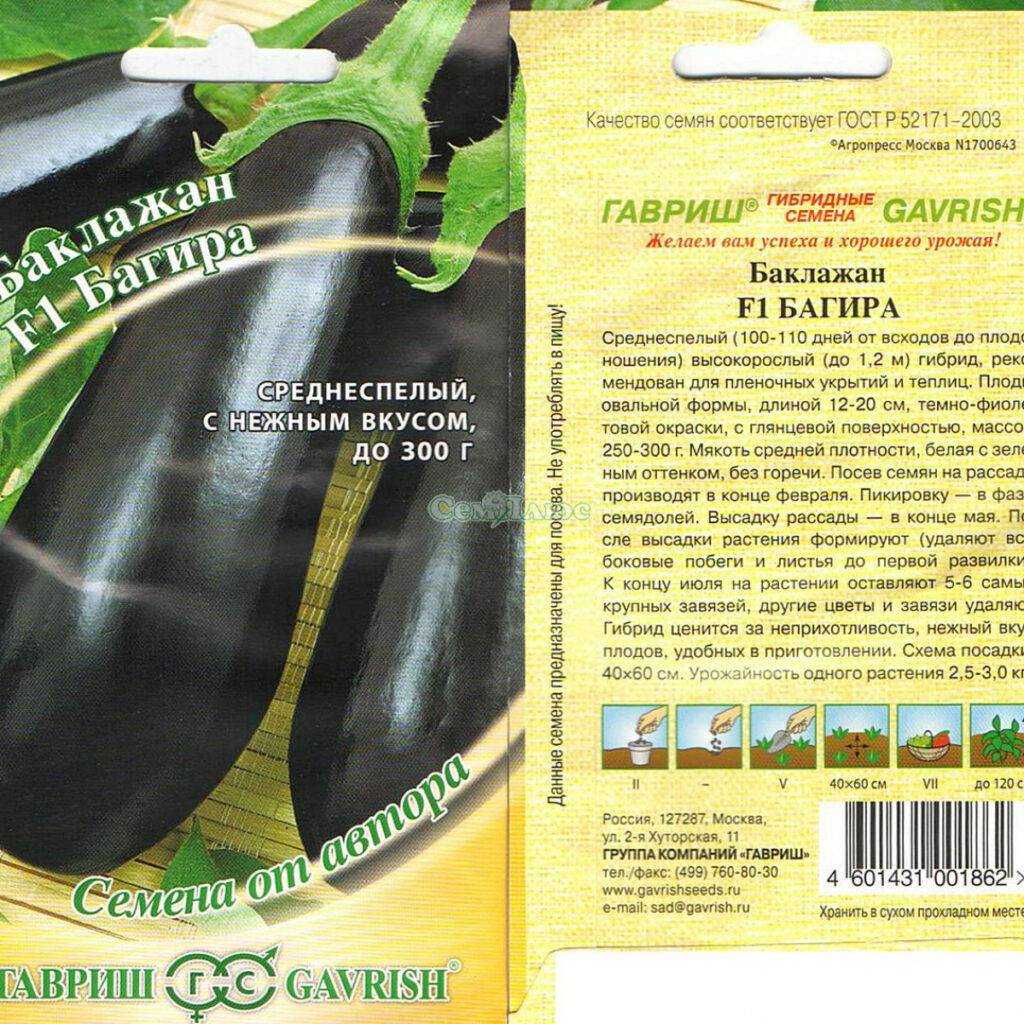 Баклажан
F1 Багира
СРЕДНЕСПЕЛЫЙ,
С НЕЖНЫМ ВКУСОМ,
ДО 300 Г
СемПлюс
Семена от автора
ГАВРИШ ГС GAVRISH®
Качество семян соответствует ГОСТ Р 52171–2003
©Агропресс Москва N1700643
ГАВРИШ® ГИБРИДНЫЕ СЕМЕНА GAVRISH
Желаем вам успеха и хорошего урожая!
Баклажан
F1 БАГИРА
Среднеспелый (100-110 дней от всходов до плодо
ношения) высокорослый (до 1,2 м) гибрид, реко
мендован для пленочных укрытий и теплиц. Плоды
овальной формы, длиной 12-20 см, темно-фиоле
товой окраски, с глянцевой поверхностью, массо
250-300 г. Мякоть средней плотности, белая с зеле
ным оттенком, без горечи. Посев семян на рассад
производят в конце февраля. Пикировку — в фаз
семядолей. Высадку рассады — в конце мая. По
сле высадки растения формируют (удаляют вс
боковые побеги и листья до первой развилки
К концу июля на растении оставляют 5-6 самы
крупных завязей, другие цветы и завязи удаляю
Гибрид ценится за неприхотливость, нежный вку
плодов, удобных в приготовлении. Схема посадки
40×60 см. Урожайность одного растения 2,5-3,0 кг
II – V 40×60 см VII до 120 с
Данные семена предназначены для посева. Не употреблять в пищу!
Россия, 127287, Москва,
ул. 2-я Хуторская, 11
ГРУППА КОМПАНИЙ «ГАВРИШ»
тел./факс: (499) 760-80-30
www.gavrishseeds.ru
e-mail: sad@gavrish.ru
4 601431 001862
Хранить в сухом прохладном месте